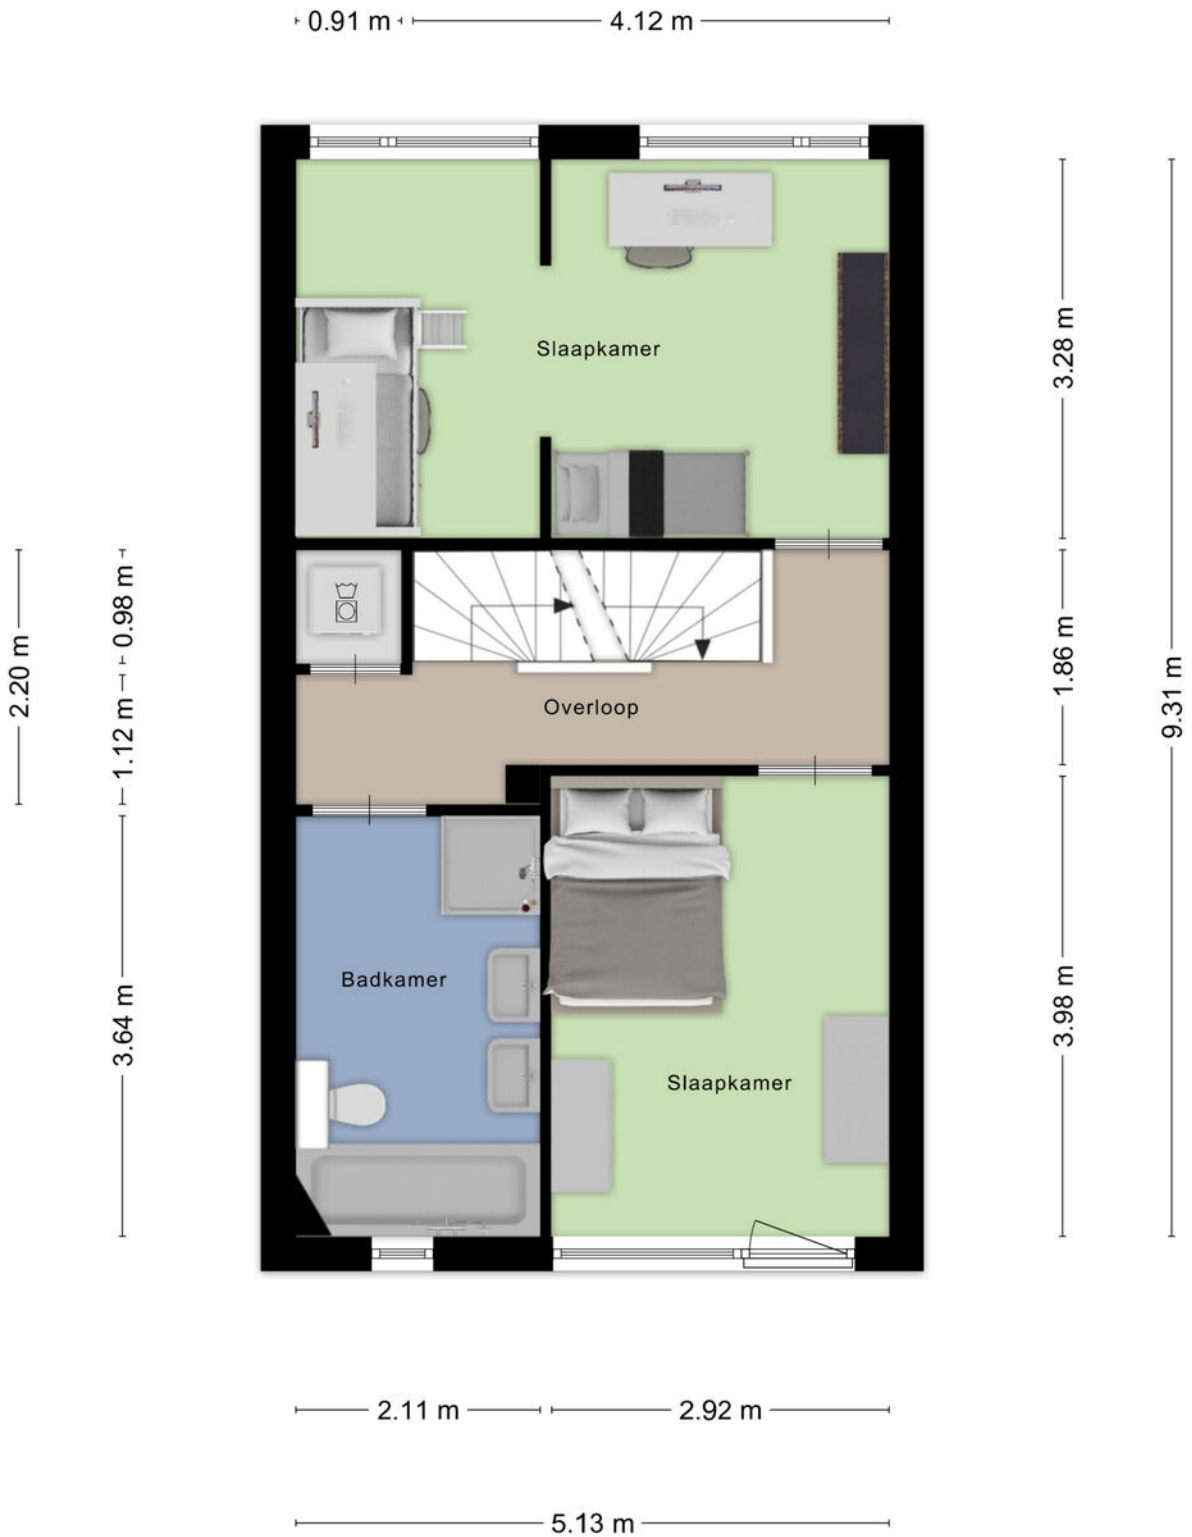 0.91 m
4.12 m
Slaapkamer
3.28 m
0.98 m
2.20 m
1.86 m
9.31 m
1.12 m
Overloop
Badkamer
3.64 m
3.98 m
Slaapkamer
2.11 m
2.92 m
5.13 m